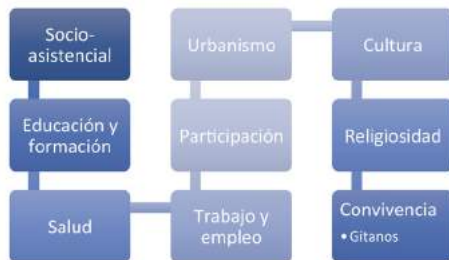 Socio-
asistencial
Educación y
formación
Salud
Trabajo y
empleo
Participación
Urbanismo
Cultura
Religiosidad
Convivencia
• Gitanos